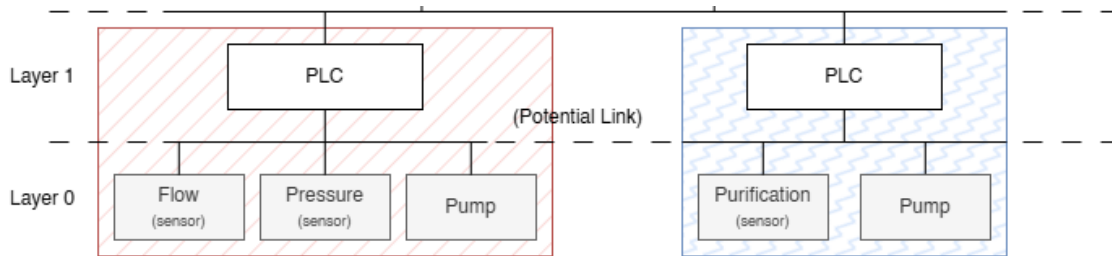 Layer 1
PLC
PLC
(Potential Link)
Layer 0
Flow
(sensor)
Pressure
(sensor)
Pump
Purification
(sensor)
Pump